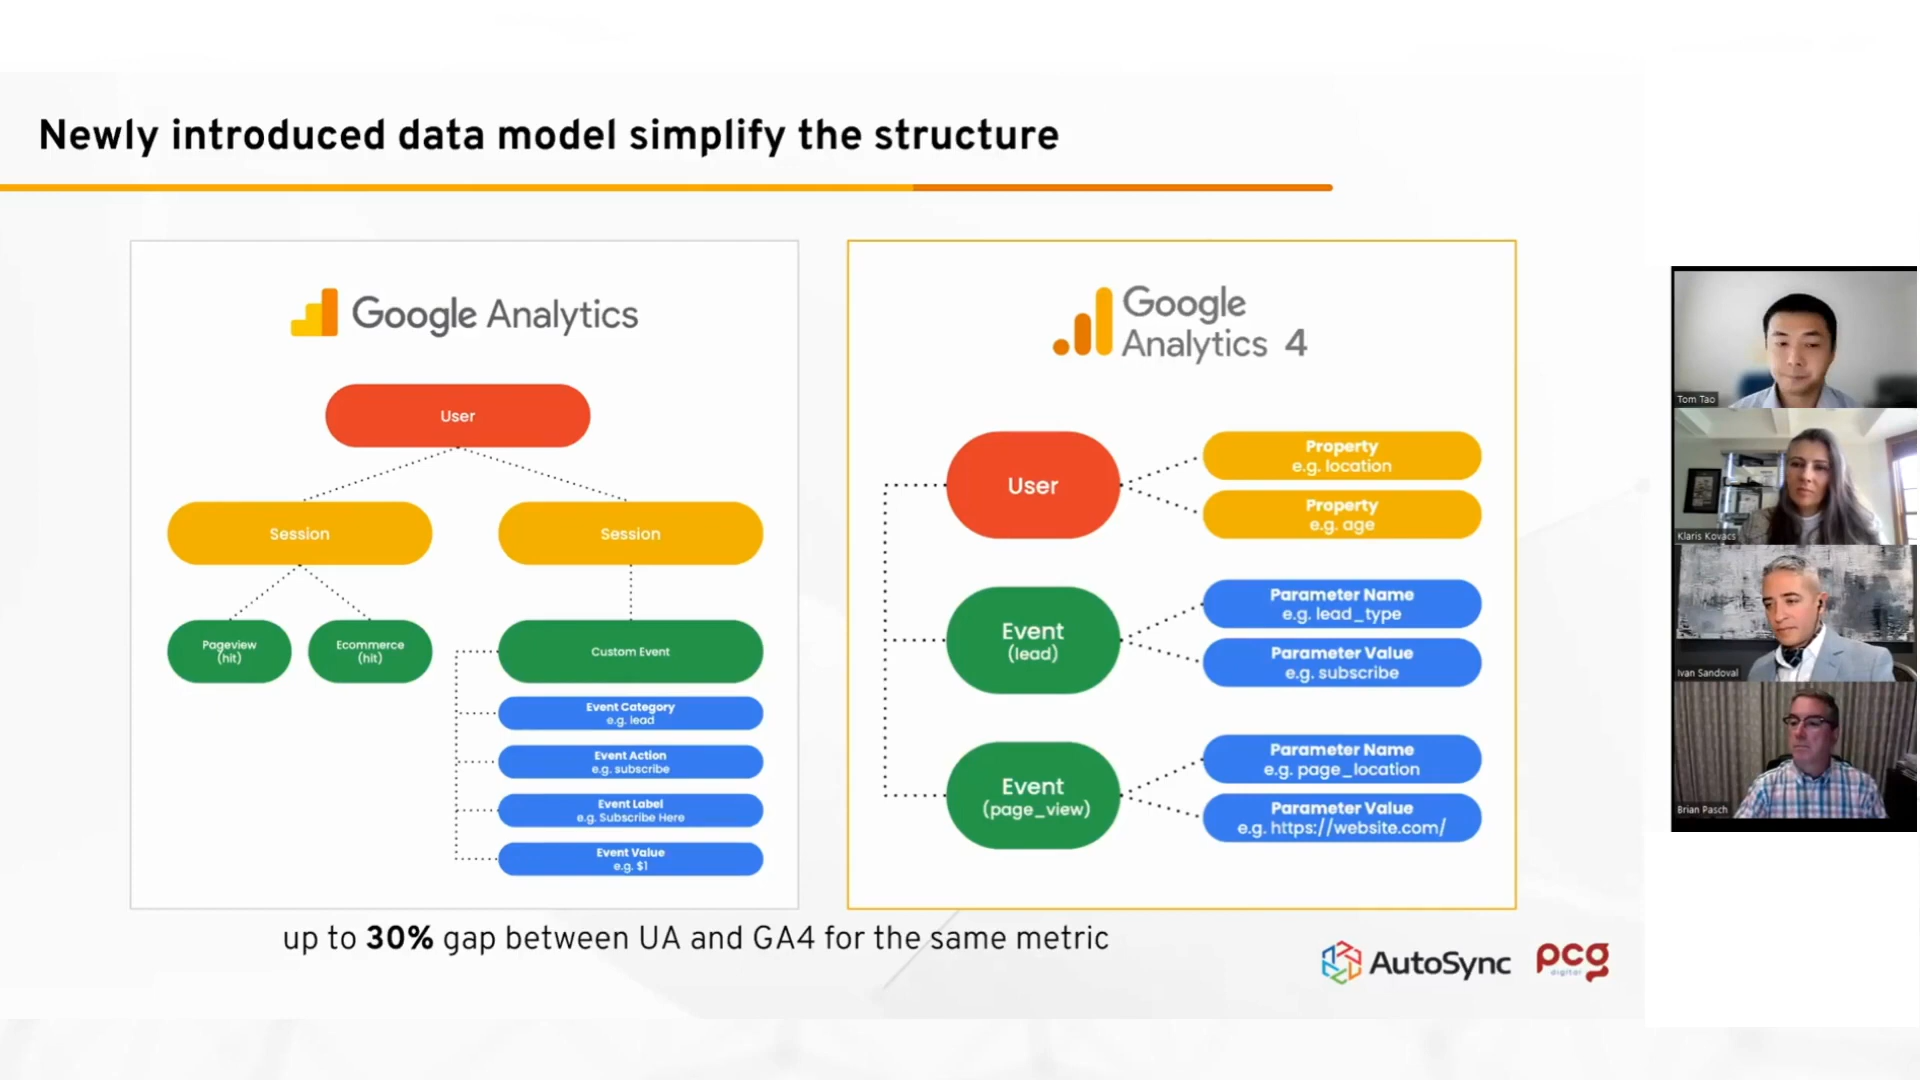 Newly introduced data model simplify the structure
Google Analytics
User
Session
Session
Pageview
(hit)
Ecommerce
(hit)
Custom Event
Event Category
e.g. lead
Event Action
e.g. subscribe
Event Label
e.g. Subscribe Here
Event Value
e.g. $1
Google
Analytics 4
User
Property
e.g. location
Property
e.g. age
Event
(lead)
Parameter Name
e.g. lead_type
Parameter Value
e.g. subscribe
Event
(page_view)
Parameter Name
e.g. page_location
Parameter Value
e.g. https://website.com/
up to 30% gap between UA and GA4 for the same metric
AutoSync
pcg
digital
Tom Tao
Klaris Kovacs
Ivan Sandoval
Brian Pasch